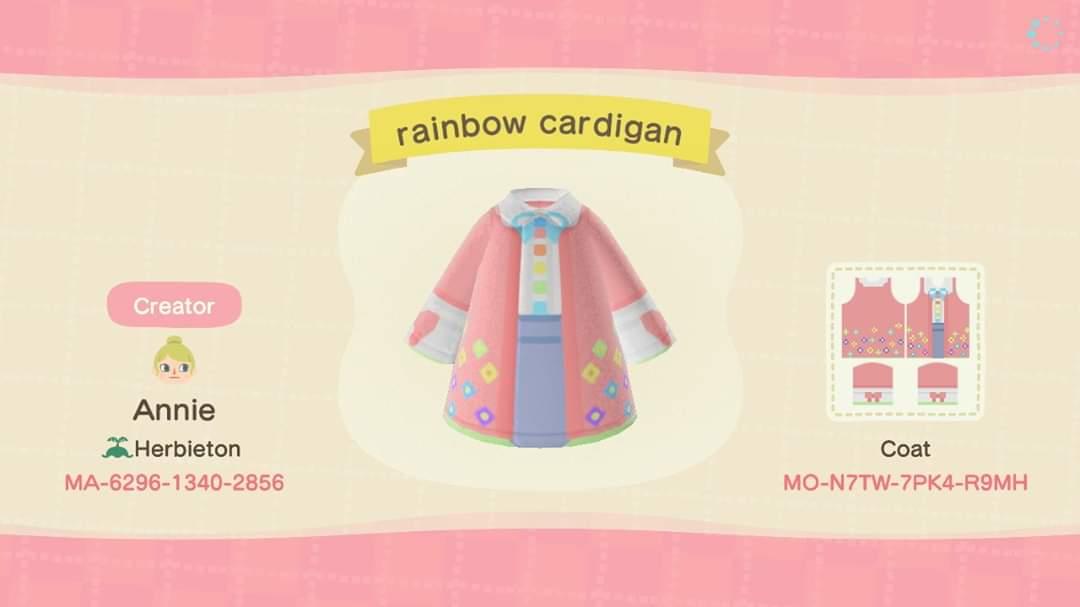 rainbow cardigan
Creator
Annie
Herbieton
MA-6296-1340-2856
Coat
MO-N7TW-7PK4-R9MH